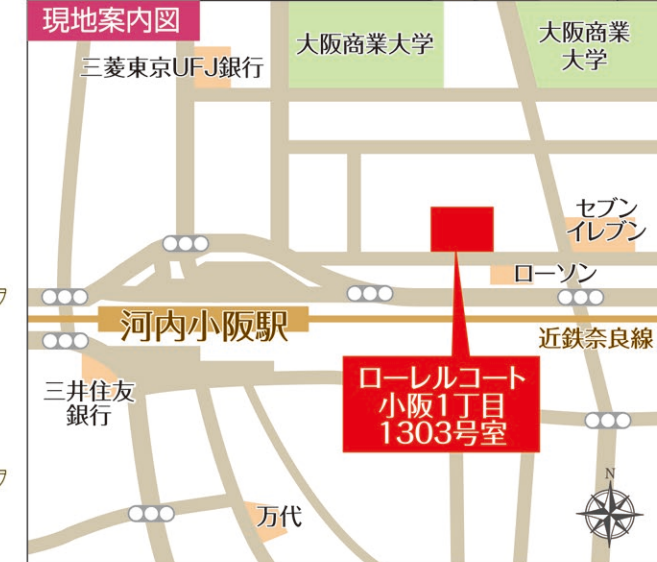 現地案内図
三菱東京UFJ銀行
大阪商業大学
大阪商業
大学
セブン
イレブン
ローソン
河内小阪駅
近鉄奈良線
ローレルコート
小阪1丁目
1303号室
三井住友
銀行
万代
N